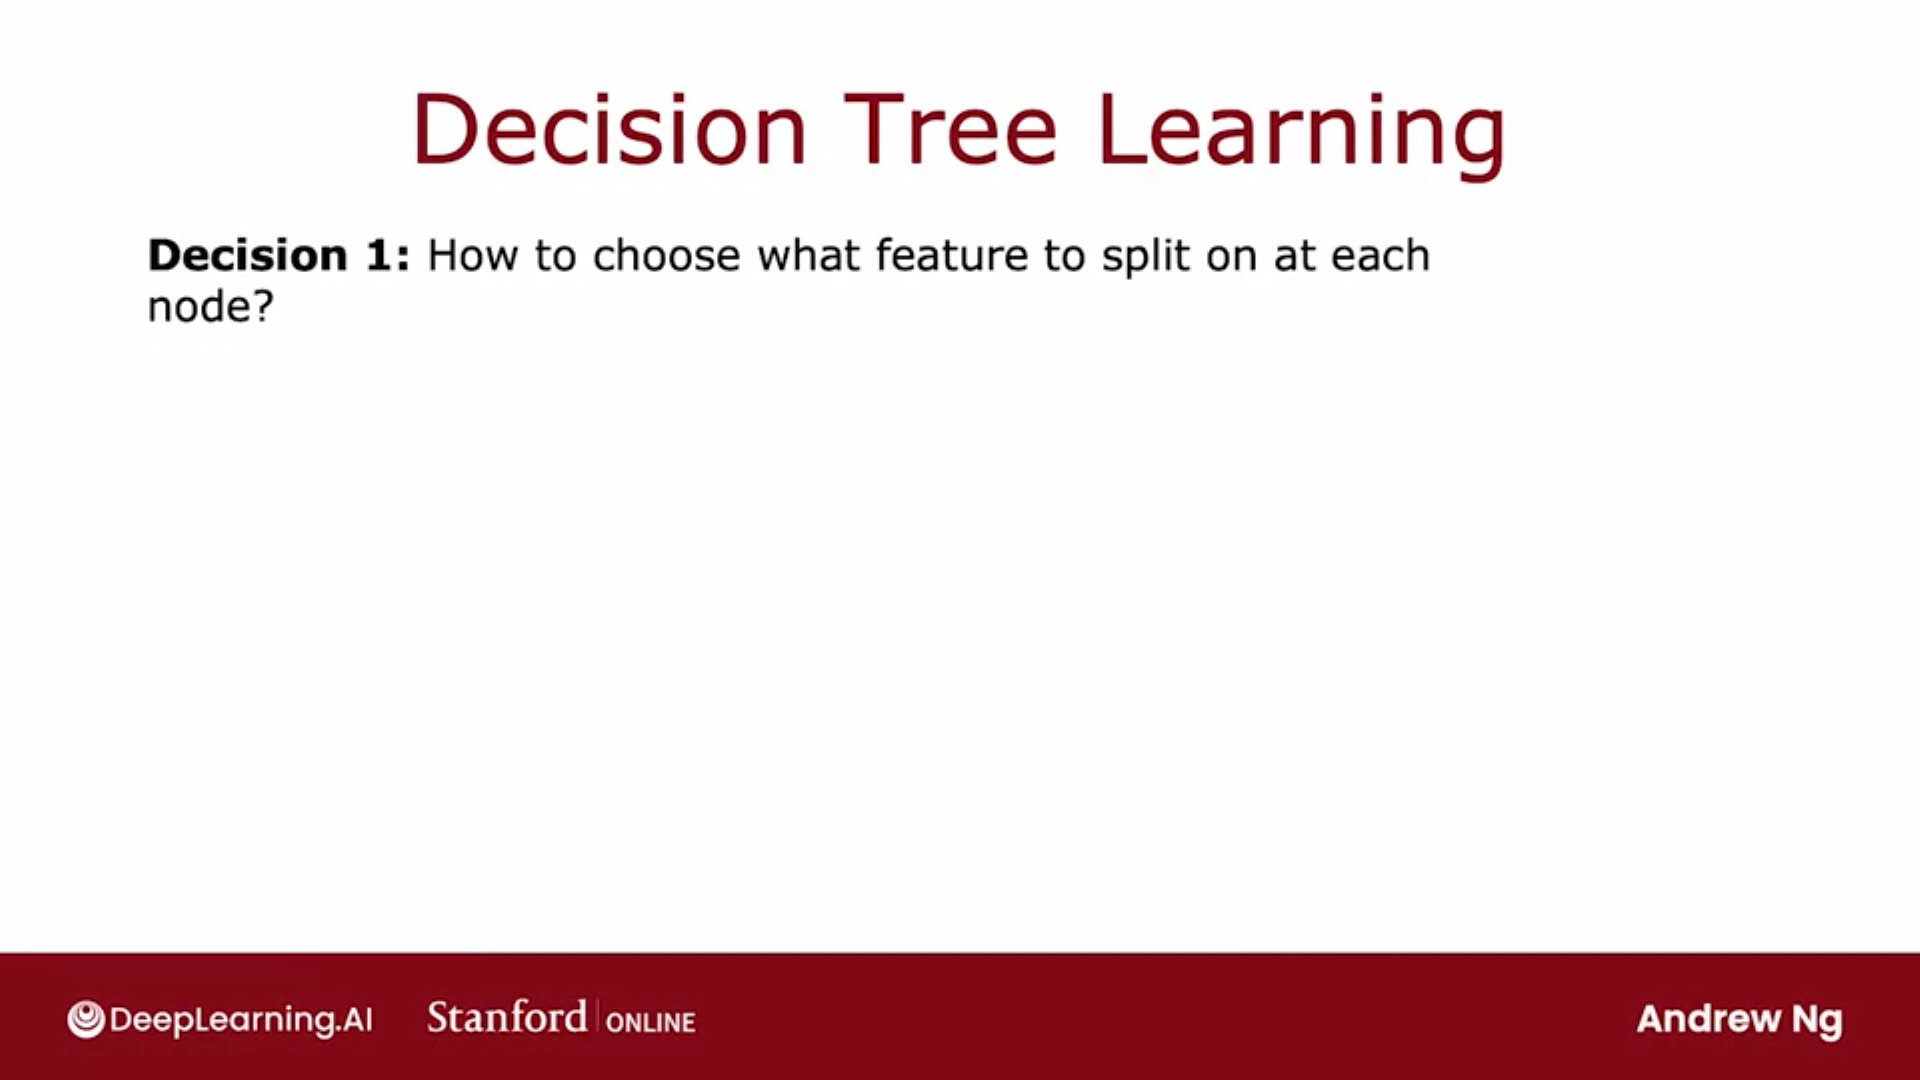 Decision Tree Learning
Decision 1: How to choose what feature to split on at each
node?
DeepLearning.AI
Stanford ONLINE
Andrew Ng